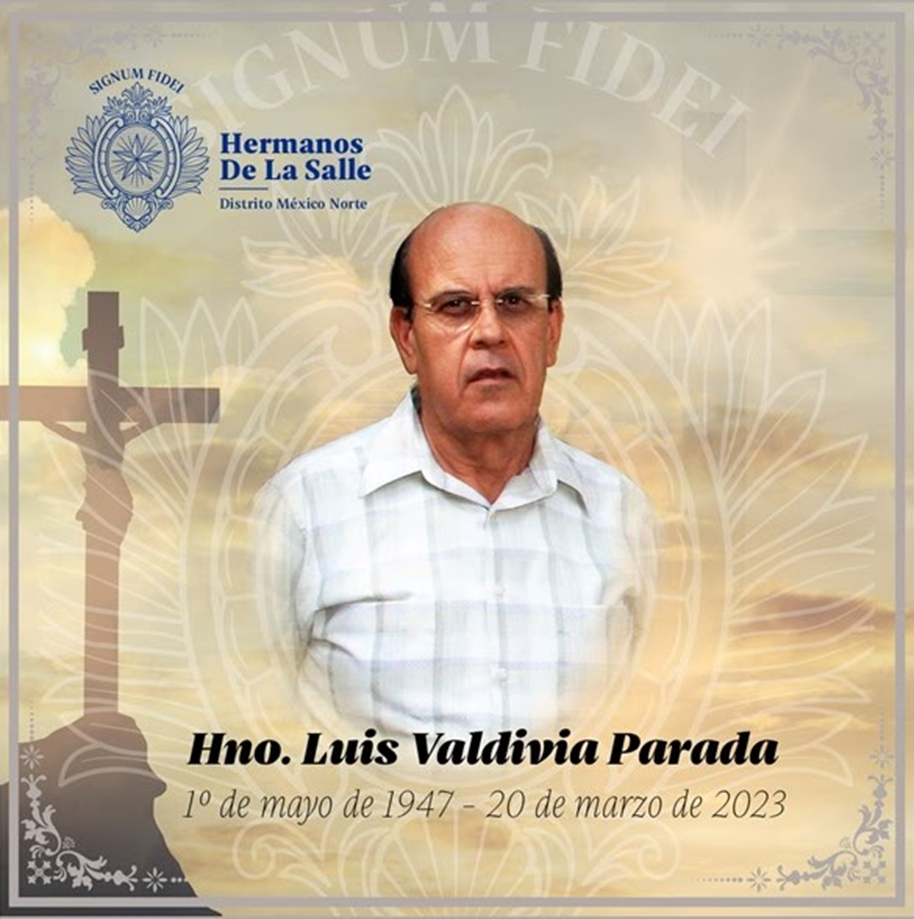 SIGNUM FIDEI
SIGNUM FIDEI
Hermanos
De La Salle
Distrito México Norte
Hno. Luis Valdivia Parada
1º de mayo de 1947 - 20 de marzo de 2023